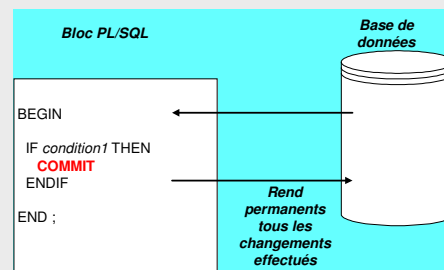 Bloc PL/SQL
Base de
données
BEGIN
IF condition1 THEN
COMMIT
ENDIF
END ;
Rend
permanents
tous les
changements
effectués